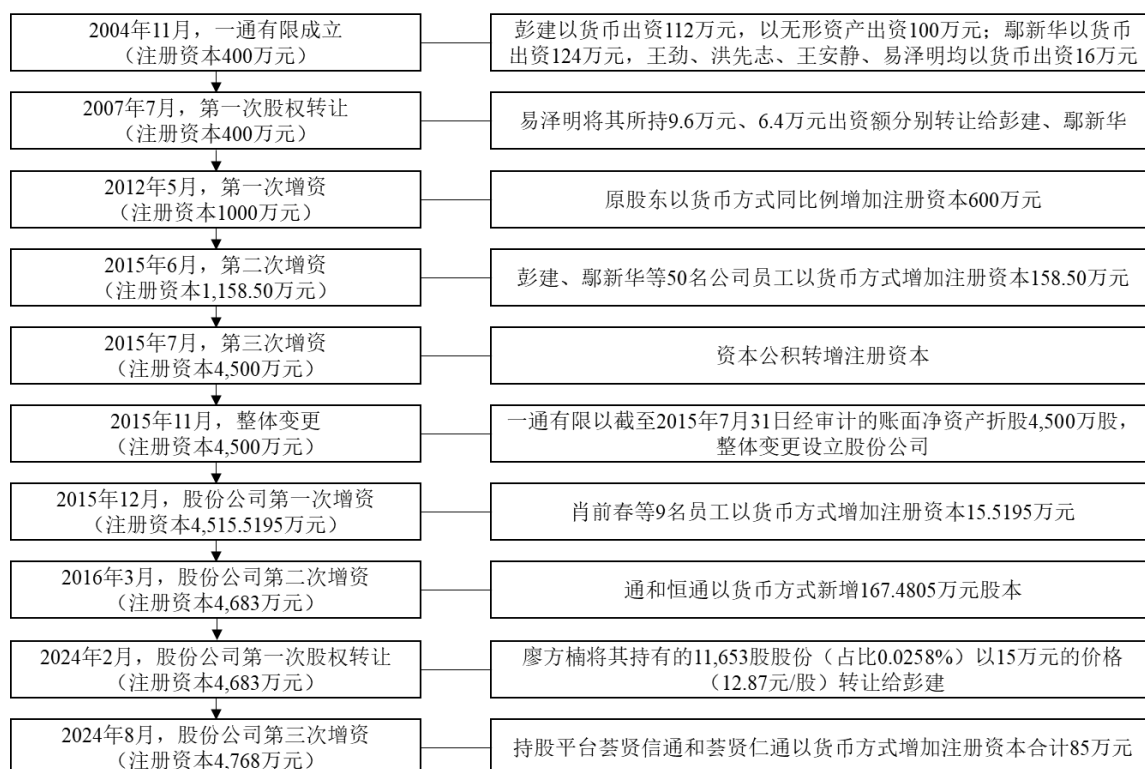 2004年11月，一通有限成立
（注册资本400万元）
彭建以货币出资112万元，以无形资产出资100万元；鄢新华以货币
出资124万元，王劲、洪先志、王安静、易泽明均以货币出资16万元
2007年7月，第一次股权转让
（注册资本400万元）
易泽明将其所持9.6万元、6.4万元出资额分别转让给彭建、鄢新华
2012年5月，第一次增资
（注册资本1000万元）
原股东以货币方式同比例增加注册资本600万元
2015年6月，第二次增资
（注册资本1,158.50万元）
彭建、鄢新华等50名公司员工以货币方式增加注册资本158.50万元
2015年7月，第三次增资
（注册资本4,500万元）
资本公积转增注册资本
2015年11月，整体变更
（注册资本4,500万元）
一通有限以截至2015年7月31日经审计的账面净资产折股4,500万股，
整体变更设立股份公司
2015年12月，股份公司第一次增资
（注册资本4,515.5195万元）
肖前春等9名员工以货币方式增加注册资本15.5195万元
2016年3月，股份公司第二次增资
（注册资本4,683万元）
通和恒通以货币方式新增167.4805万元股本
2024年2月，股份公司第一次股权转让
（注册资本4,683万元）
廖方楠将其持有的11,653股股份（占比0.0258%）以15万元的价格
（12.87元/股）转让给彭建
2024年8月，股份公司第三次增资
（注册资本4,768万元）
持股平台荟贤信通和荟贤仁通以货币方式增加注册资本合计85万元